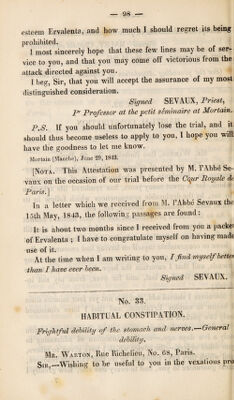 — 98 —
esteem Ervalenta, and how much I should regret its being
prohibited.
I most sincerely hope that these few lines may be of ser-
vice to you, and that you may come off victorious from the
attack directed against you.
I beg, Sir, that you will accept the assurance of my most
distinguished consideration.
Signed SEVAUX, Priest,
1er Professor at the petit séminaire at Mortain.
P.S. If you should unfortunately lose the trial, and it
should thus become useless to apply to you, I hope you will
have the goodness to let me know.
Mortain (Manche), June 29, 1843.
[NOTA. This Attestation was presented by M. l'Abbé Se-
vaux on the occasion of our trial before the Cour Royale de
Paris.]
In a letter which we received from M. l'Abbé Sevaux the
15th May, 1843, the following passages are found:
It is about two months since I received from you a packet
of Ervalenta; I have to congratulate myself on having made
use of it.
At the time when I am writing to you, I find myself better
than I have ever been.
Signed SEVAUX.
No. 33.
HABITUAL CONSTIPATION.
Frightful debility of the stomach and nerves.—General
debility.
MR. WARTON, Rue Richelieu, No. 68, Paris.
SIR,—Wishing to be useful to you in the vexatious pro